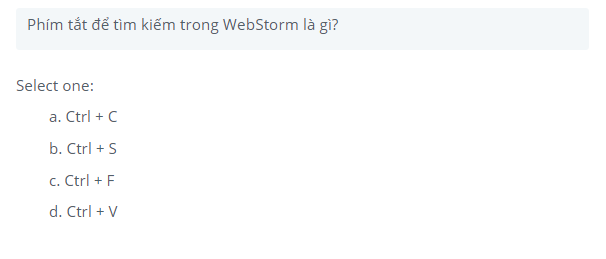 Phím tắt để tìm kiếm trong WebStorm là gì?
Select one:
a. Ctrl + C
b. Ctrl + S
c. Ctrl + F
d. Ctrl + V